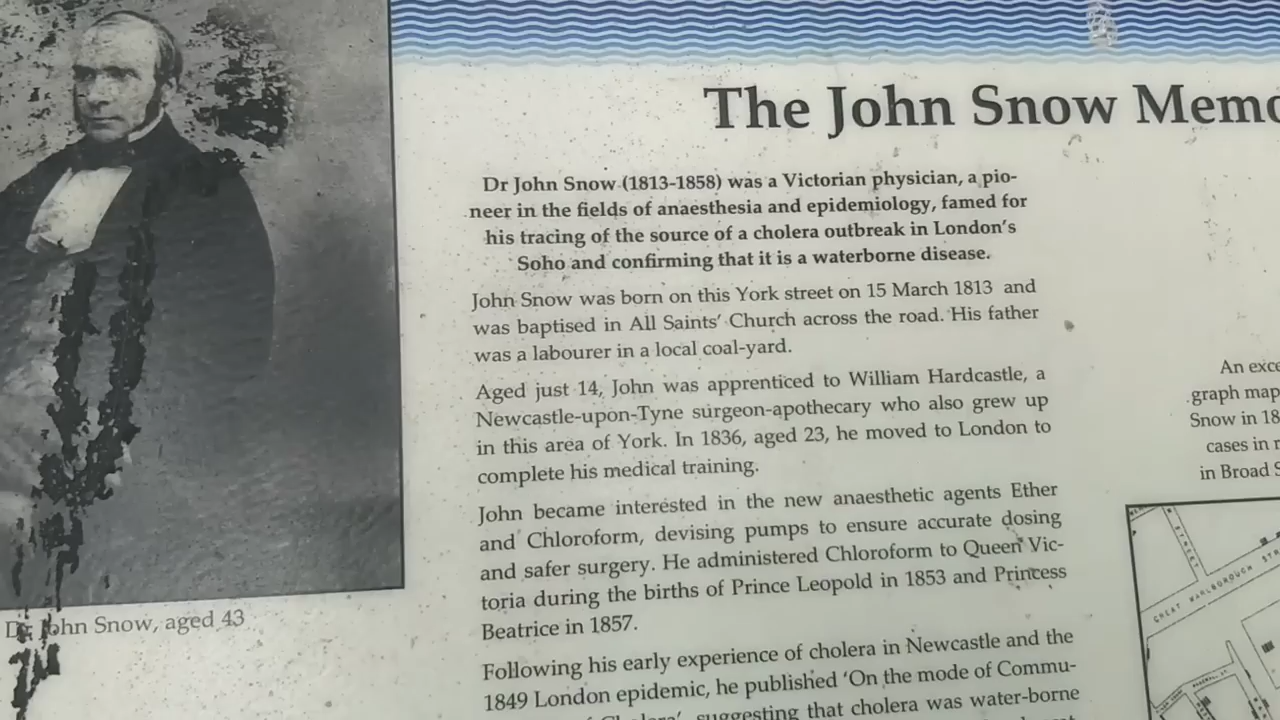 The John Snow Memo
Dr John Snow (1813-1858) was a Victorian physician, a pio-
neer in the fields of anaesthesia and epidemiology, famed for
his tracing of the source of a cholera outbreak in London's
Soho and confirming that it is a waterborne disease.
John Snow was born on this York street on 15 March 1813 and
was baptised in All Saints' Church across the road. His father
was a labourer in a local coal-yard.
Aged just 14, John was apprenticed to William Hardcastle, a
Newcastle-upon-Tyne surgeon-apothecary who also grew up
in this area of York. In 1836, aged 23, he moved to London to
complete his medical training.
John became interested in the new anaesthetic agents Ether
and Chloroform, devising pumps to ensure accurate dosing
and safer surgery. He administered Chloroform to Queen Vic-
toria during the births of Prince Leopold in 1853 and Princess
Beatrice in 1857.
Following his early experience of cholera in Newcastle and the
1849 London epidemic, he published 'On the mode of Commu-
suggesting that cholera was water-borne
Dr John Snow, aged 43
An exce
graph map
Snow in 18
cases in r
in Broad S
STREET
GREAT MARLBOROUGH ST